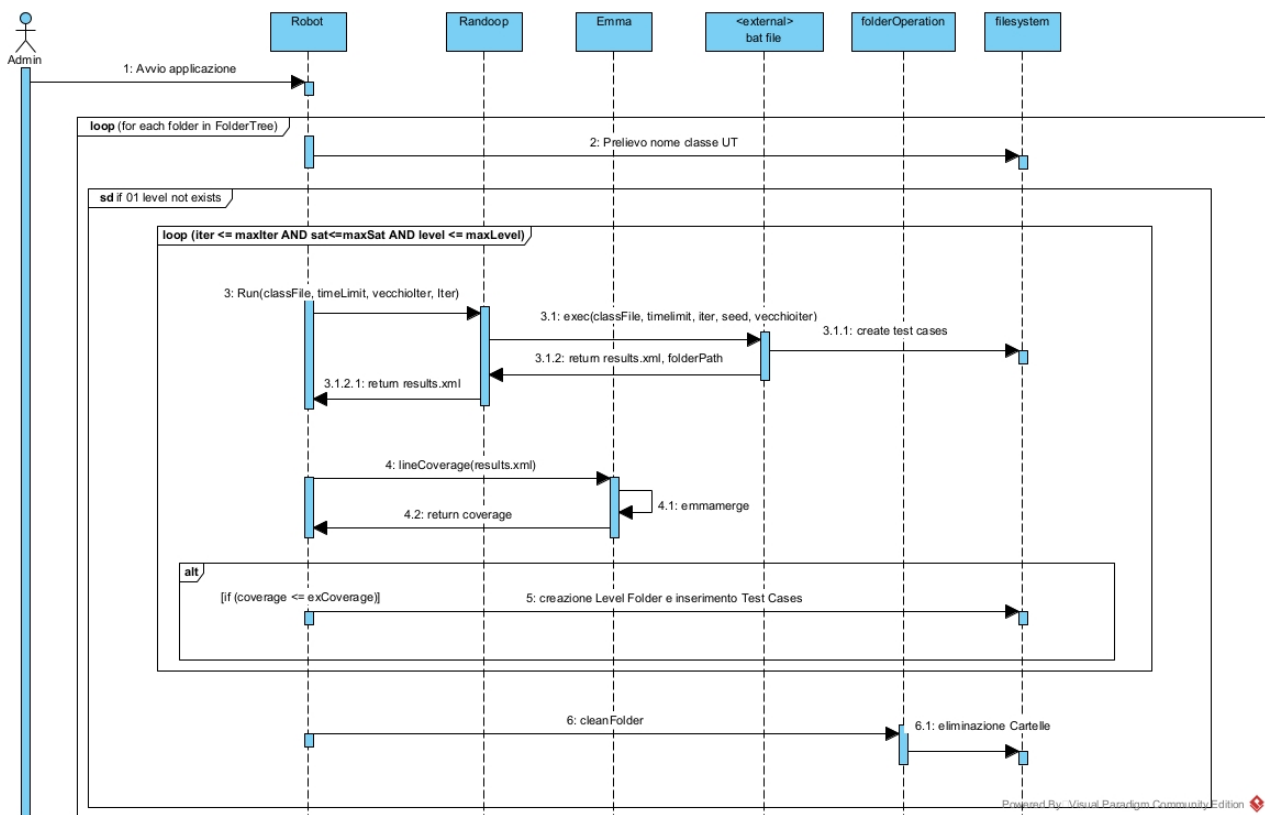 Robot
Randoop
Emma
<external>
bat file
folderOperation
filesystem
Admin
1: Avvio applicazione
loop (for each folder in FolderTree)
2: Prelievo nome classe UT
sd if 01 level not exists
loop (iter <= maxIter AND sat<=maxSat AND level <= maxLevel)
3: Run(classFile, timeLimit, vecchioIter, Iter)
3.1: exec(classFile, timelimit, iter, seed, vecchioiter)
3.1.1: create test cases
3.1.2: return results.xml, folderPath
3.1.2.1: return results.xml
4: lineCoverage(results.xml)
4.1: emmamerge
4.2: return coverage
alt
[if (coverage <= exCoverage)]
5: creazione Level Folder e inserimento Test Cases
6: cleanFolder
6.1: eliminazione Cartelle
Powered By Visual Paradigm Community Edition